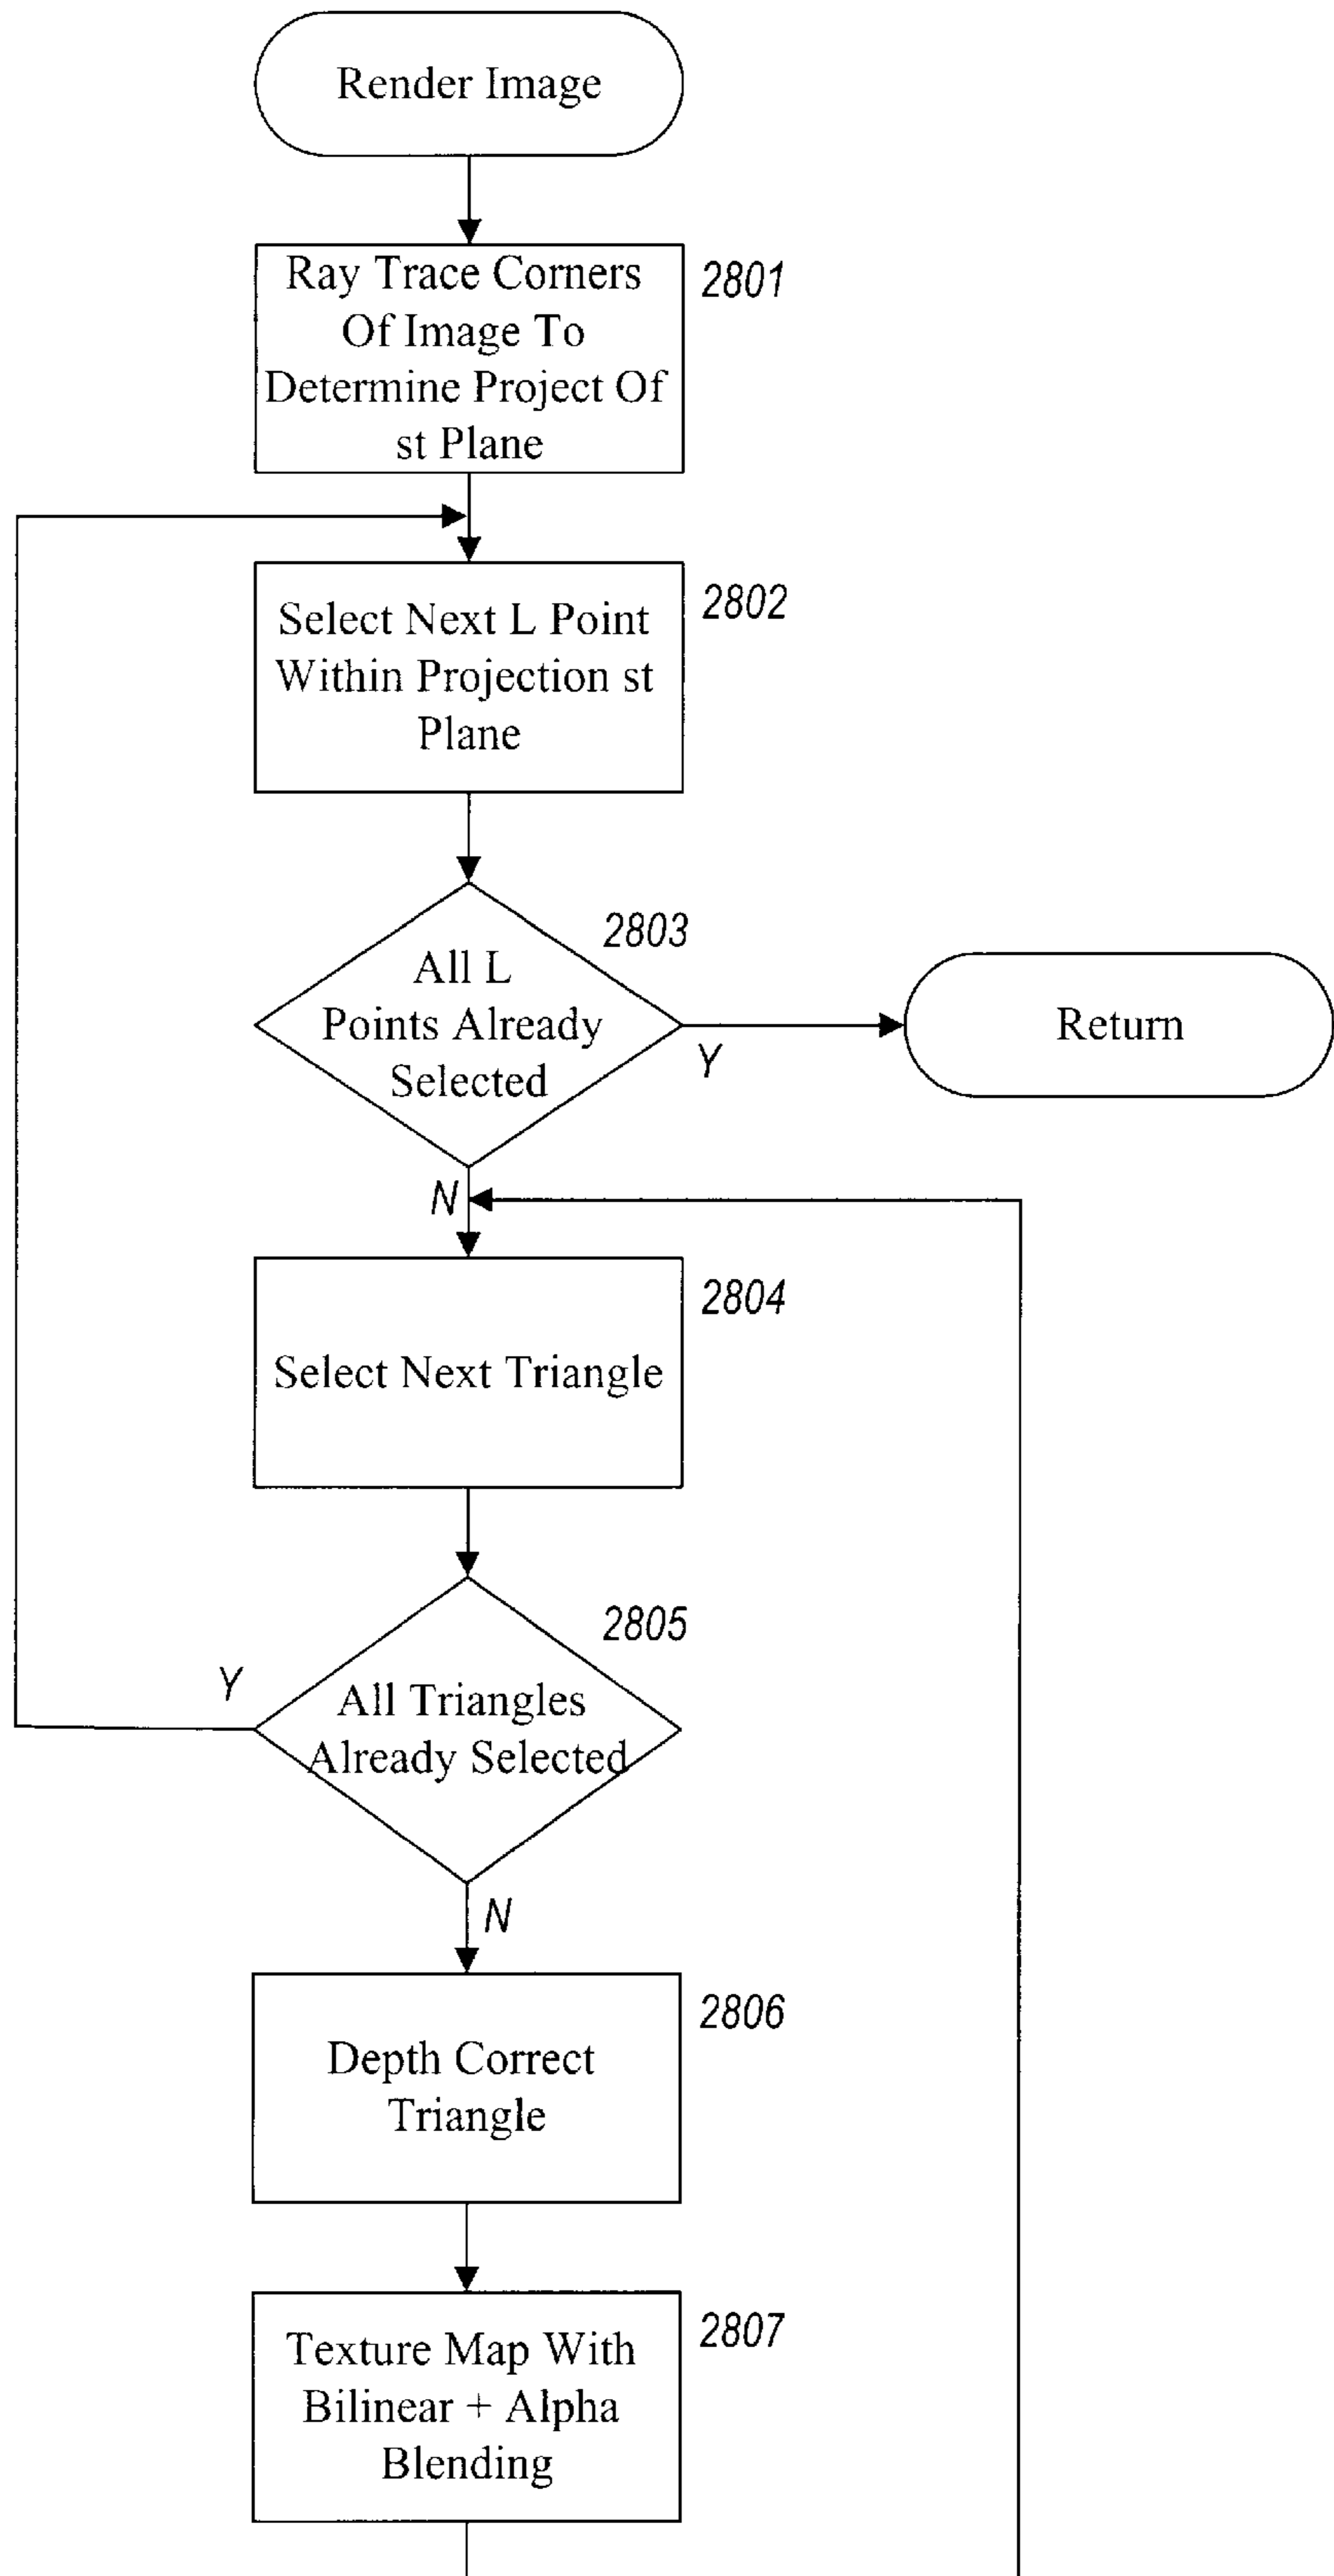 Render Image
Ray Trace Corners
Of Image To
Determine Project Of
st Plane
2801
Select Next L Point
Within Projection st
Plane
2802
All L
Points Already
Selected
2803
Y
Return
N
Select Next Triangle
2804
All Triangles
Already Selected
2805
Y
N
Depth Correct
Triangle
2806
Texture Map With
Bilinear + Alpha
Blending
2807